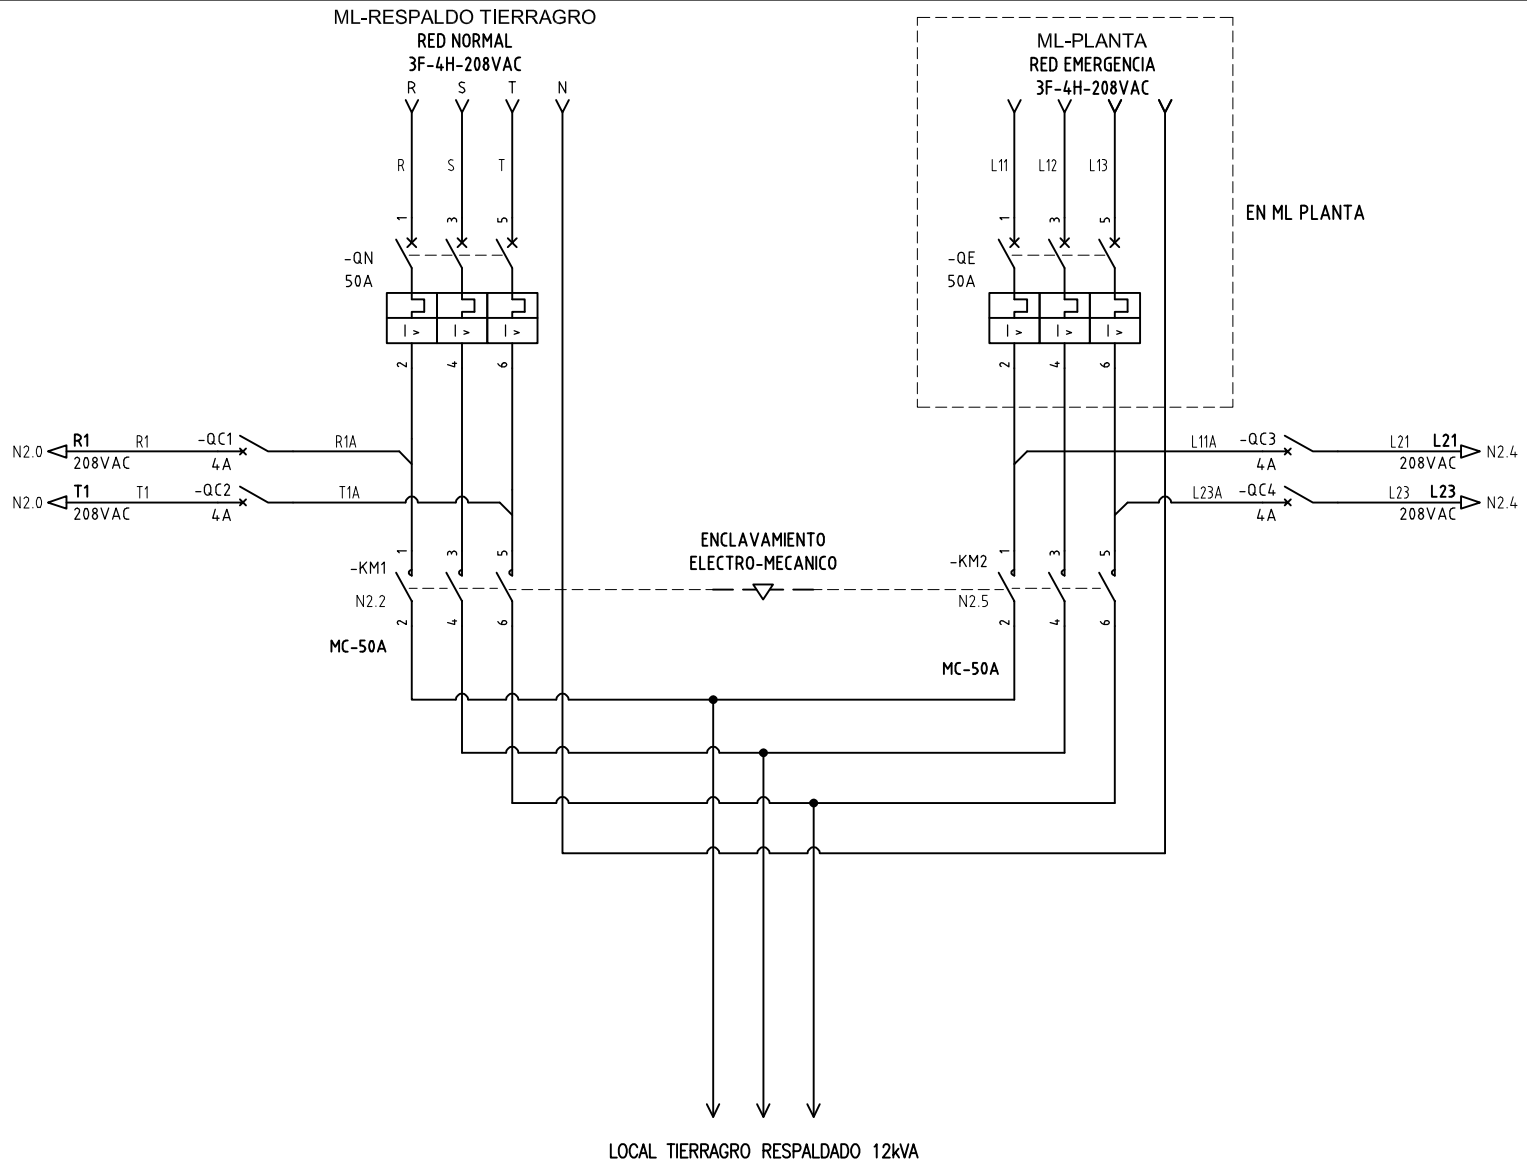 ML-RESPALDO TIERRAGRO
RED NORMAL
3F-4H-208VAC
R S T N
R S T
1 3 5
-QN
50A
I > I > I >
2 4 6
ML-PLANTA
RED EMERGENCIA
3F-4H-208VAC
L11 L12 L13
1 3 5
-QE
50A
I > I > I >
2 4 6
EN ML PLANTA
N2.0 R1 R1 -QC1 R1A
208VAC 4A
N2.0 T1 T1 -QC2 T1A
208VAC 4A
L11A -QC3 L21 L21 N2.4
4A 208VAC
L23A -QC4 L23 L23 N2.4
4A 208VAC
1 3 5
-KM1
N2.2
2 4 6
MC-50A
ENCLAVAMIENTO
ELECTRO-MECANICO
1 3 5
-KM2
N2.5
2 4 6
MC-50A
LOCAL TIERRAGRO RESPALDADO 12kVA